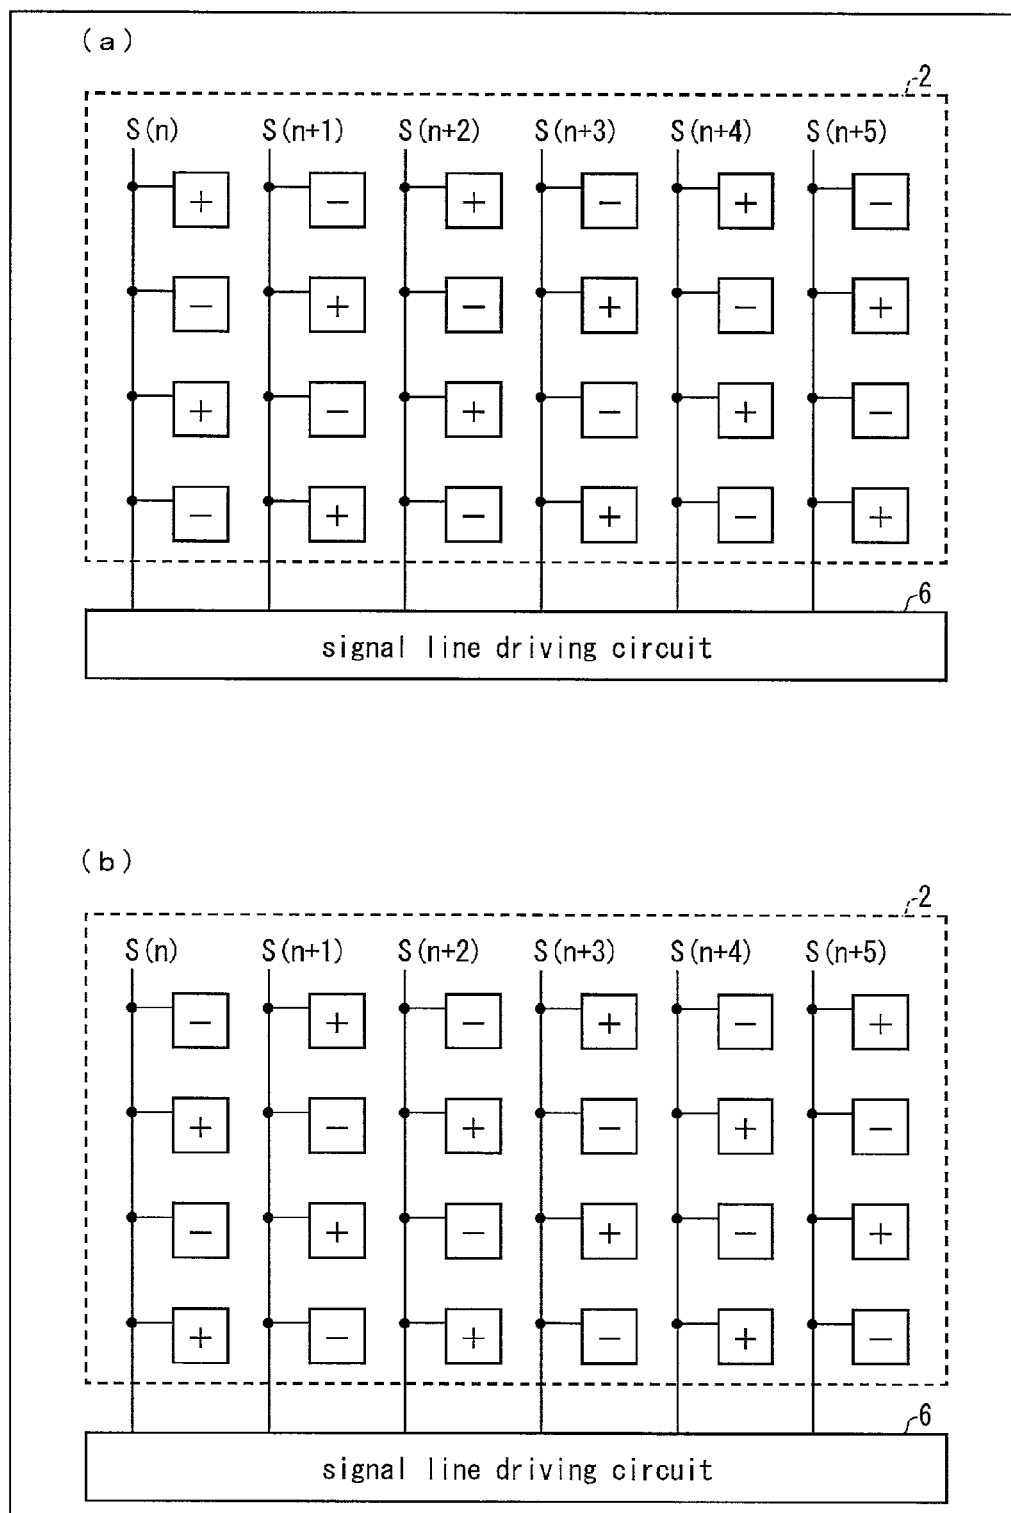 (a)
2
S(n) S(n+1) S(n+2) S(n+3) S(n+4) S(n+5)
+ − + − + −
− + − + − +
+ − + − + −
− + − + − +
6
signal line driving circuit
(b)
2
S(n) S(n+1) S(n+2) S(n+3) S(n+4) S(n+5)
− + − + − +
+ − + − + −
− + − + − +
+ − + − + −
6
signal line driving circuit